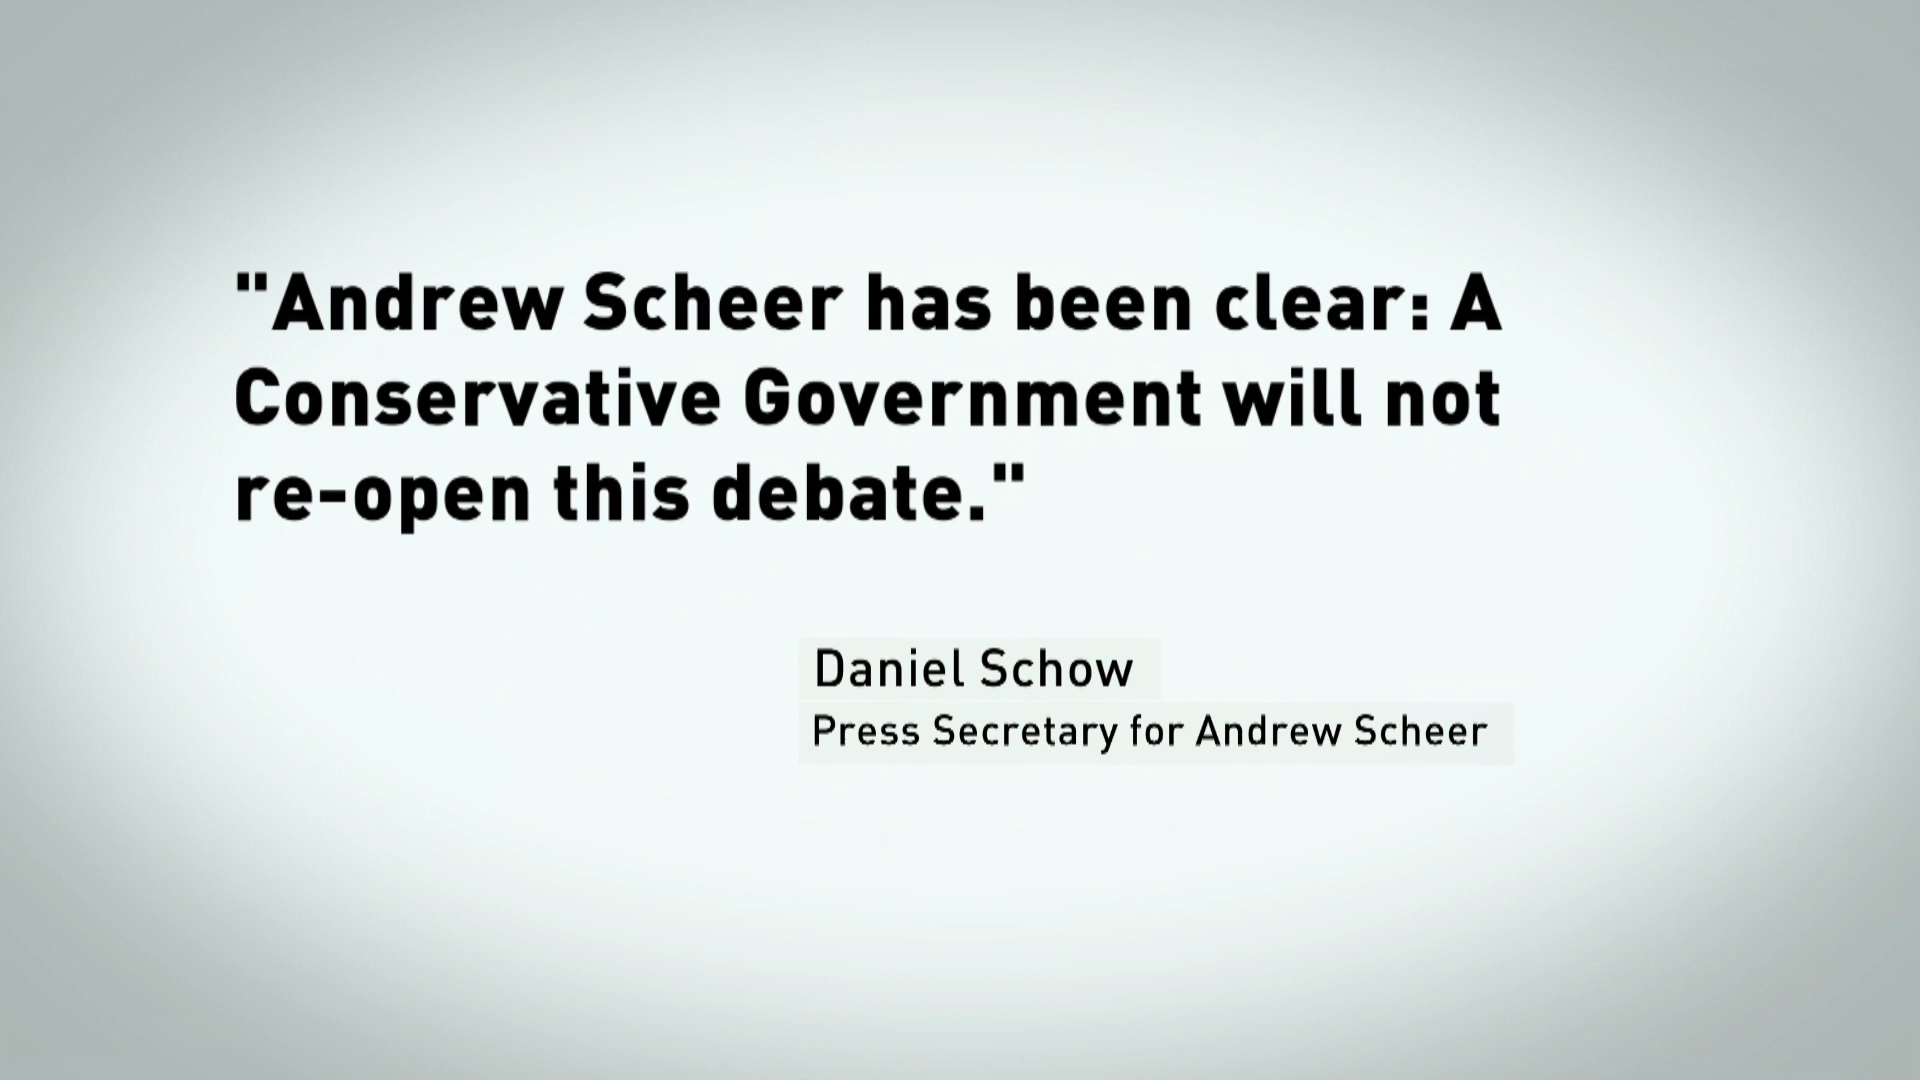 "Andrew Scheer has been clear: A
Conservative Government will not
re-open this debate."
Daniel Schow
Press Secretary for Andrew Scheer